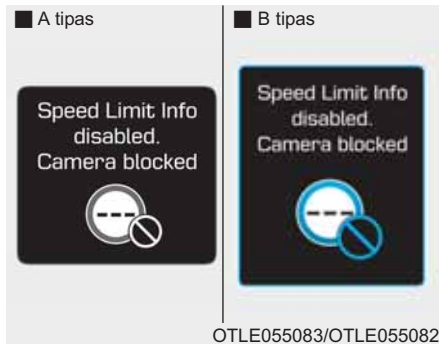 A tipas
Speed Limit Info
disabled.
Camera blocked
---
B tipas
Speed Limit Info
disabled.
Camera blocked
---
OTLE055083/OTLE055082